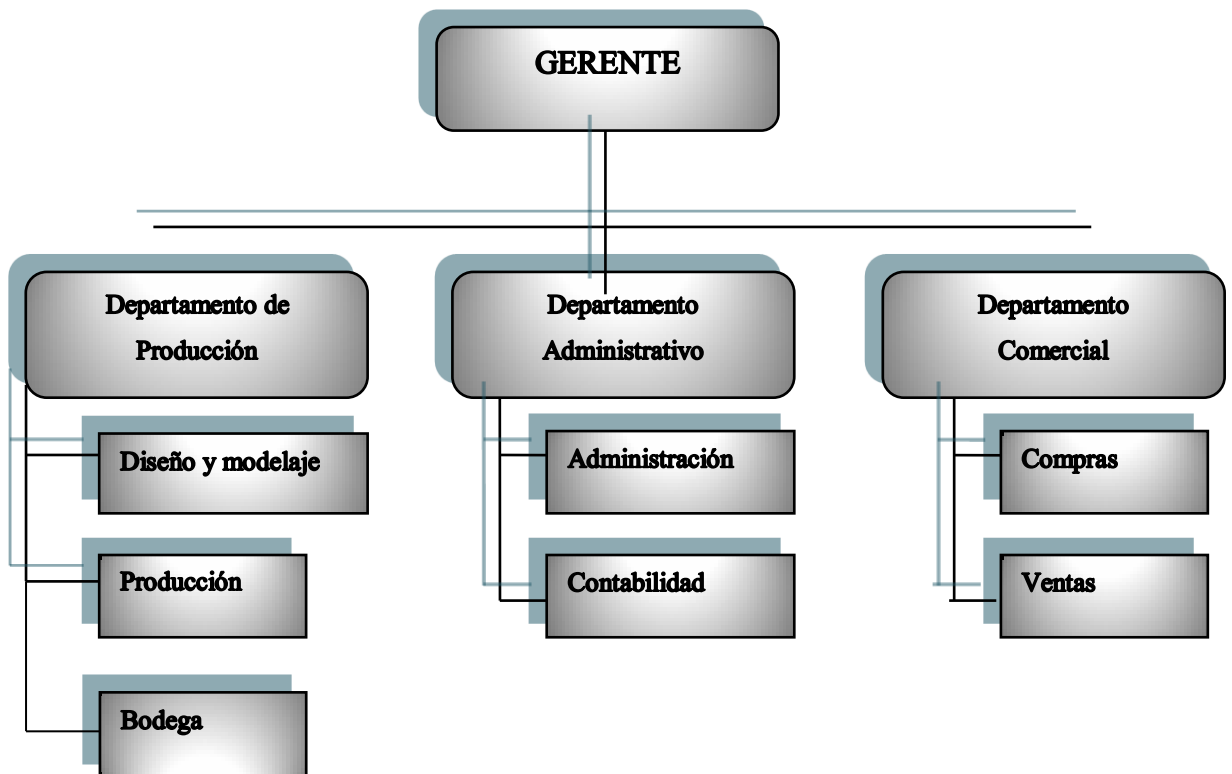 GERENTE
Departamento de
Producción
Departamento
Administrativo
Departamento
Comercial
Diseño y modelaje
Administración
Compras
Producción
Contabilidad
Ventas
Bodega